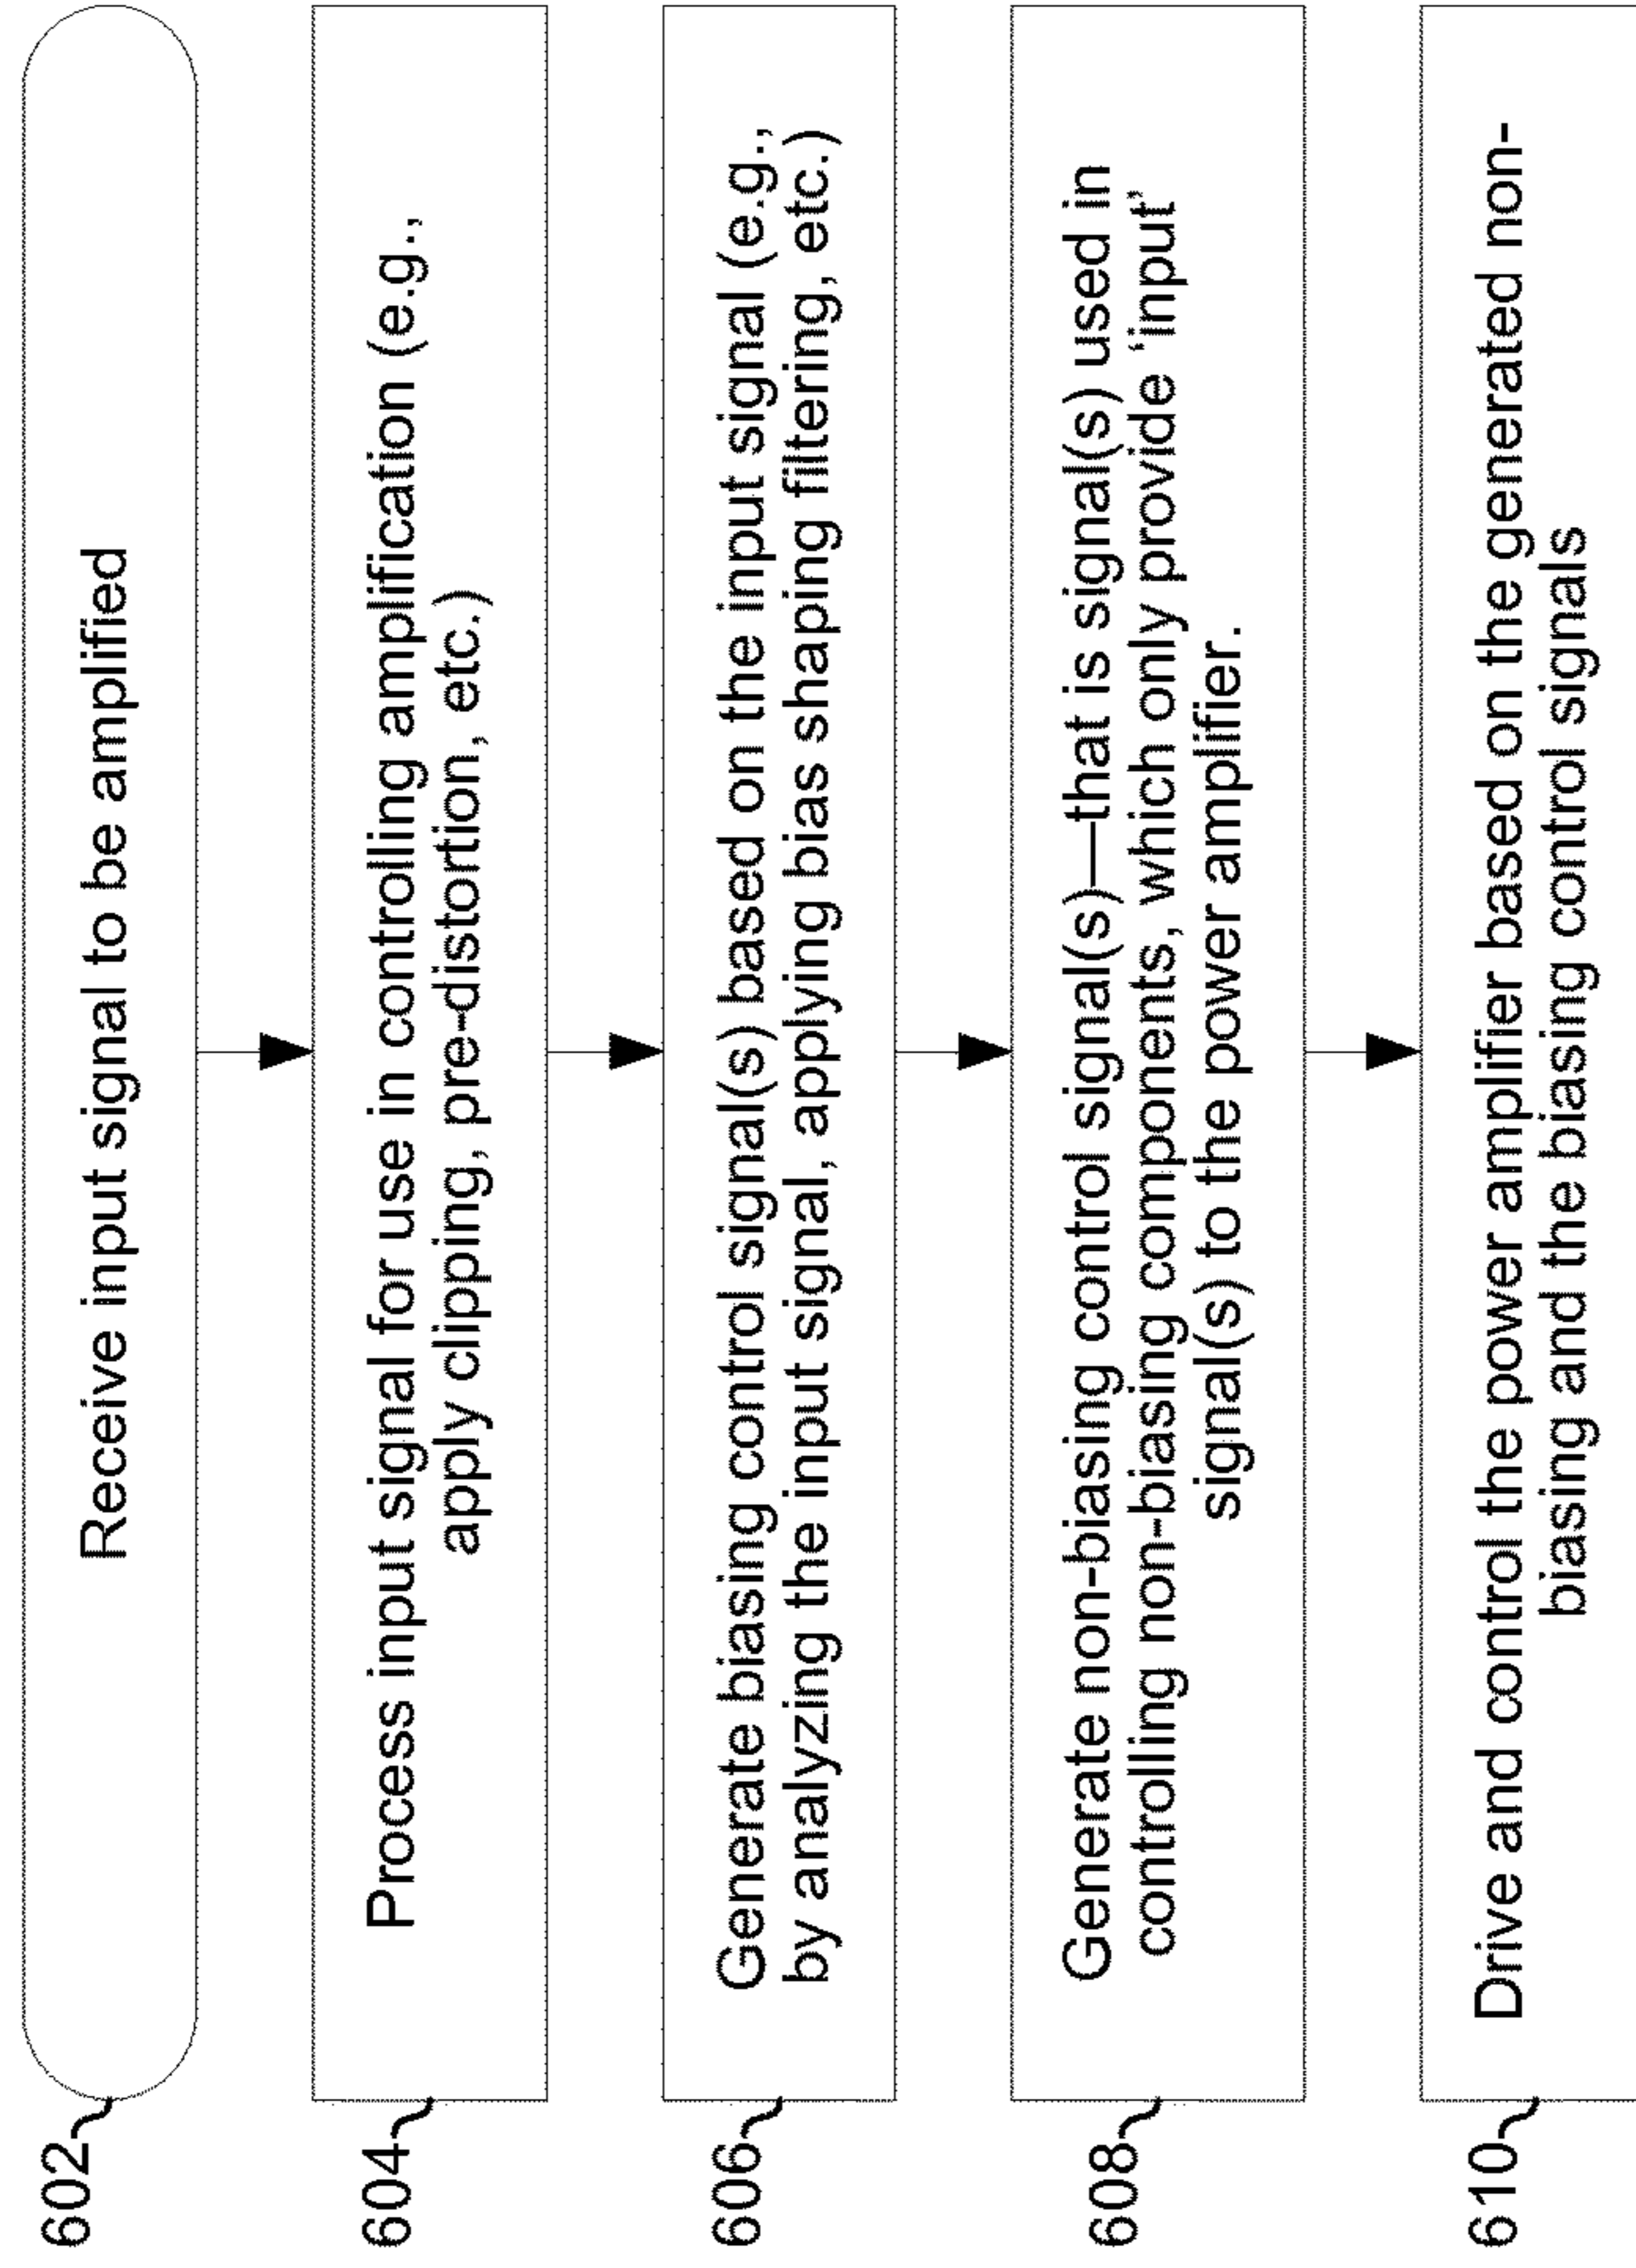 602
Receive input signal to be amplified
604
Process input signal for use in controlling amplification (e.g.,
apply clipping, pre-distortion, etc.)
606
Generate biasing control signal(s) based on the input signal (e.g.,
by analyzing the input signal, applying bias shaping filtering, etc.)
608
Generate non-biasing control signal(s)—that is signal(s) used in
controlling non-biasing components, which only provide ‘input’
signal(s) to the power amplifier.
610
Drive and control the power amplifier based on the generated non-
biasing and the biasing control signals